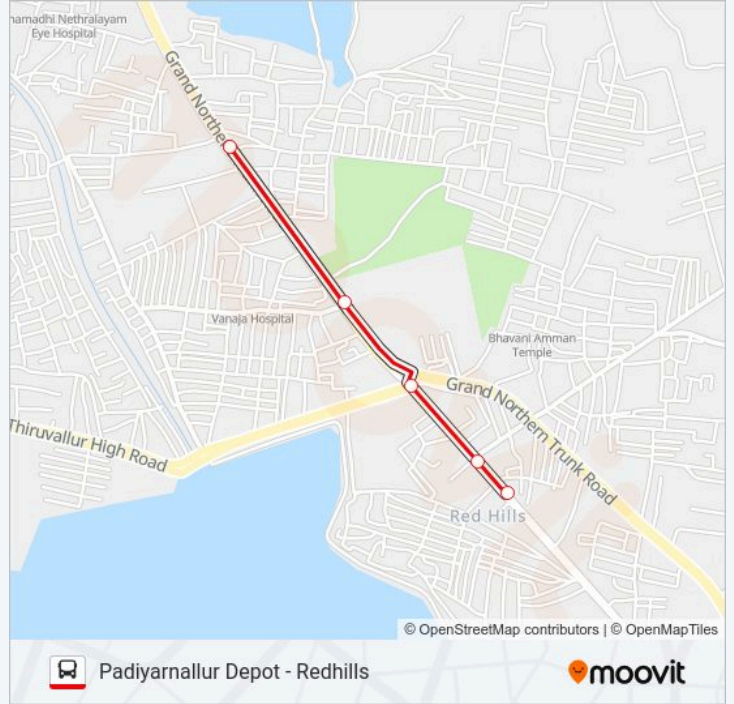 namadhi Nethralayam
Eye Hospital
Grand Northe
Vanaja Hospital
Bhavani Amman
Temple
Grand Northern Trunk Road
Thiruvallur High Road
Red Hills
© OpenStreetMap contributors | © OpenMapTiles
Padiyarnallur Depot - Redhills
moovit